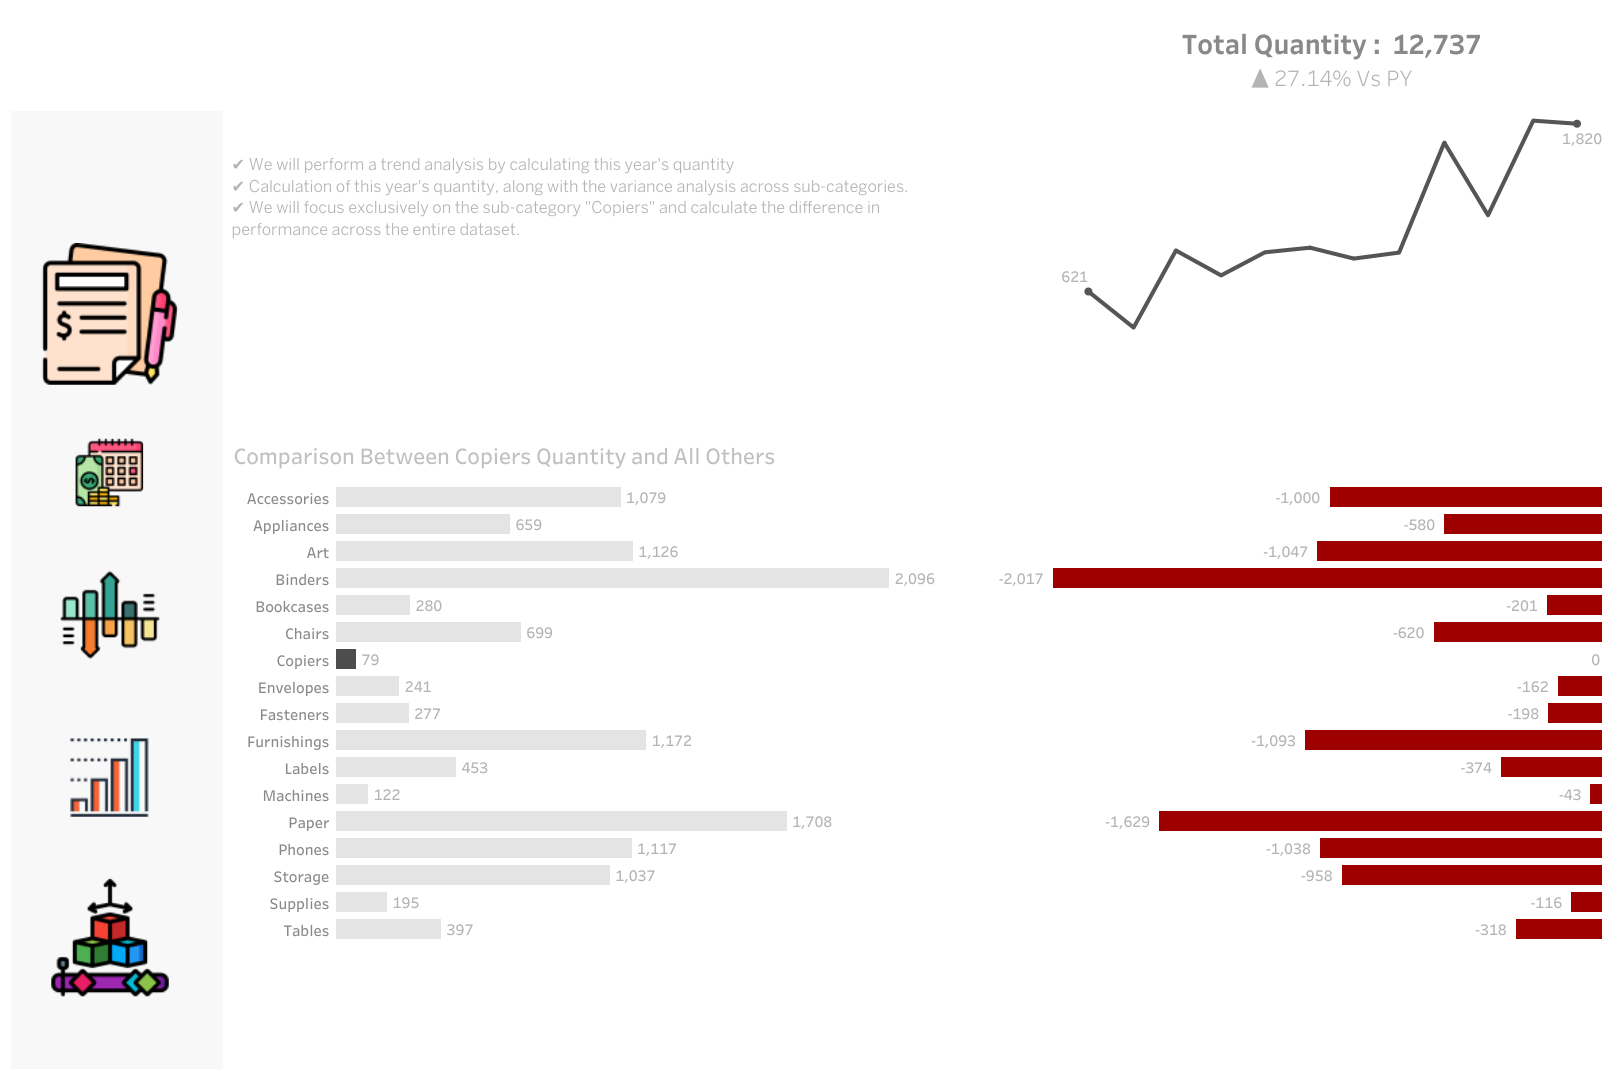 Total Quantity : 12,737
▲ 27.14% Vs PY
✔ We will perform a trend analysis by calculating this year's quantity
✔ Calculation of this year's quantity, along with the variance analysis across sub-categories.
✔ We will focus exclusively on the sub-category "Copiers" and calculate the difference in
performance across the entire dataset.
1,820
621
$
$
Comparison Between Copiers Quantity and All Others
Accessories 1,079 -1,000
Appliances 659 -580
Art 1,126 -1,047
Binders 2,096 -2,017
Bookcases 280 -201
Chairs 699 -620
Copiers 79 0
Envelopes 241 -162
Fasteners 277 -198
Furnishings 1,172 -1,093
Labels 453 -374
Machines 122 -43
Paper 1,708 -1,629
Phones 1,117 -1,038
Storage 1,037 -958
Supplies 195 -116
Tables 397 -318